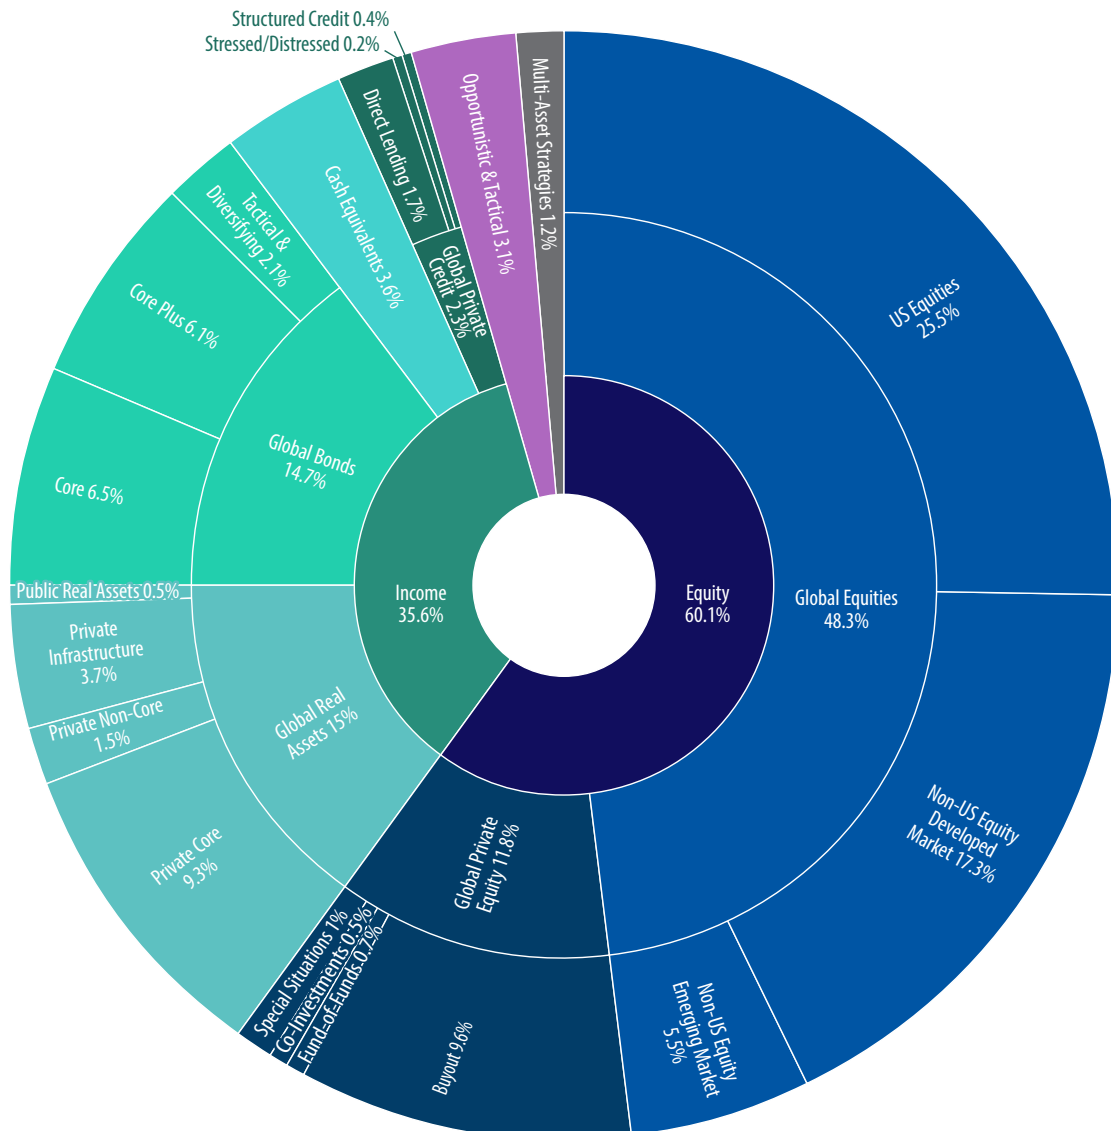 Structured Credit 0.4%
Stressed/Distressed 0.2%
Direct Lending 1.7%
Global Private
Credit 2.3%
Opportunistic & Tactical 3.1%
Multi-Asset Strategies 1.2%
US Equities
25.5%
Cash Equivalents 3.6%
Tactical &
Diversifying 2.1%
Core Plus 6.1%
Global Bonds
14.7%
Core 6.5%
Public Real Assets 0.5%
Income
35.6%
Equity
60.1%
Global Equities
48.3%
Private
Infrastructure
3.7%
Private Non-Core
1.5%
Global Real
Assets 15%
Private Core
9.3%
Global Private
Equity 11.8%
Non-US Equity
Developed
Market 17.3%
Special Situations 1%
Co-Investments 0.5%
Fund-of-Funds 0.7%
Buyout 9.6%
Non-US Equity
Emerging Market
5.5%